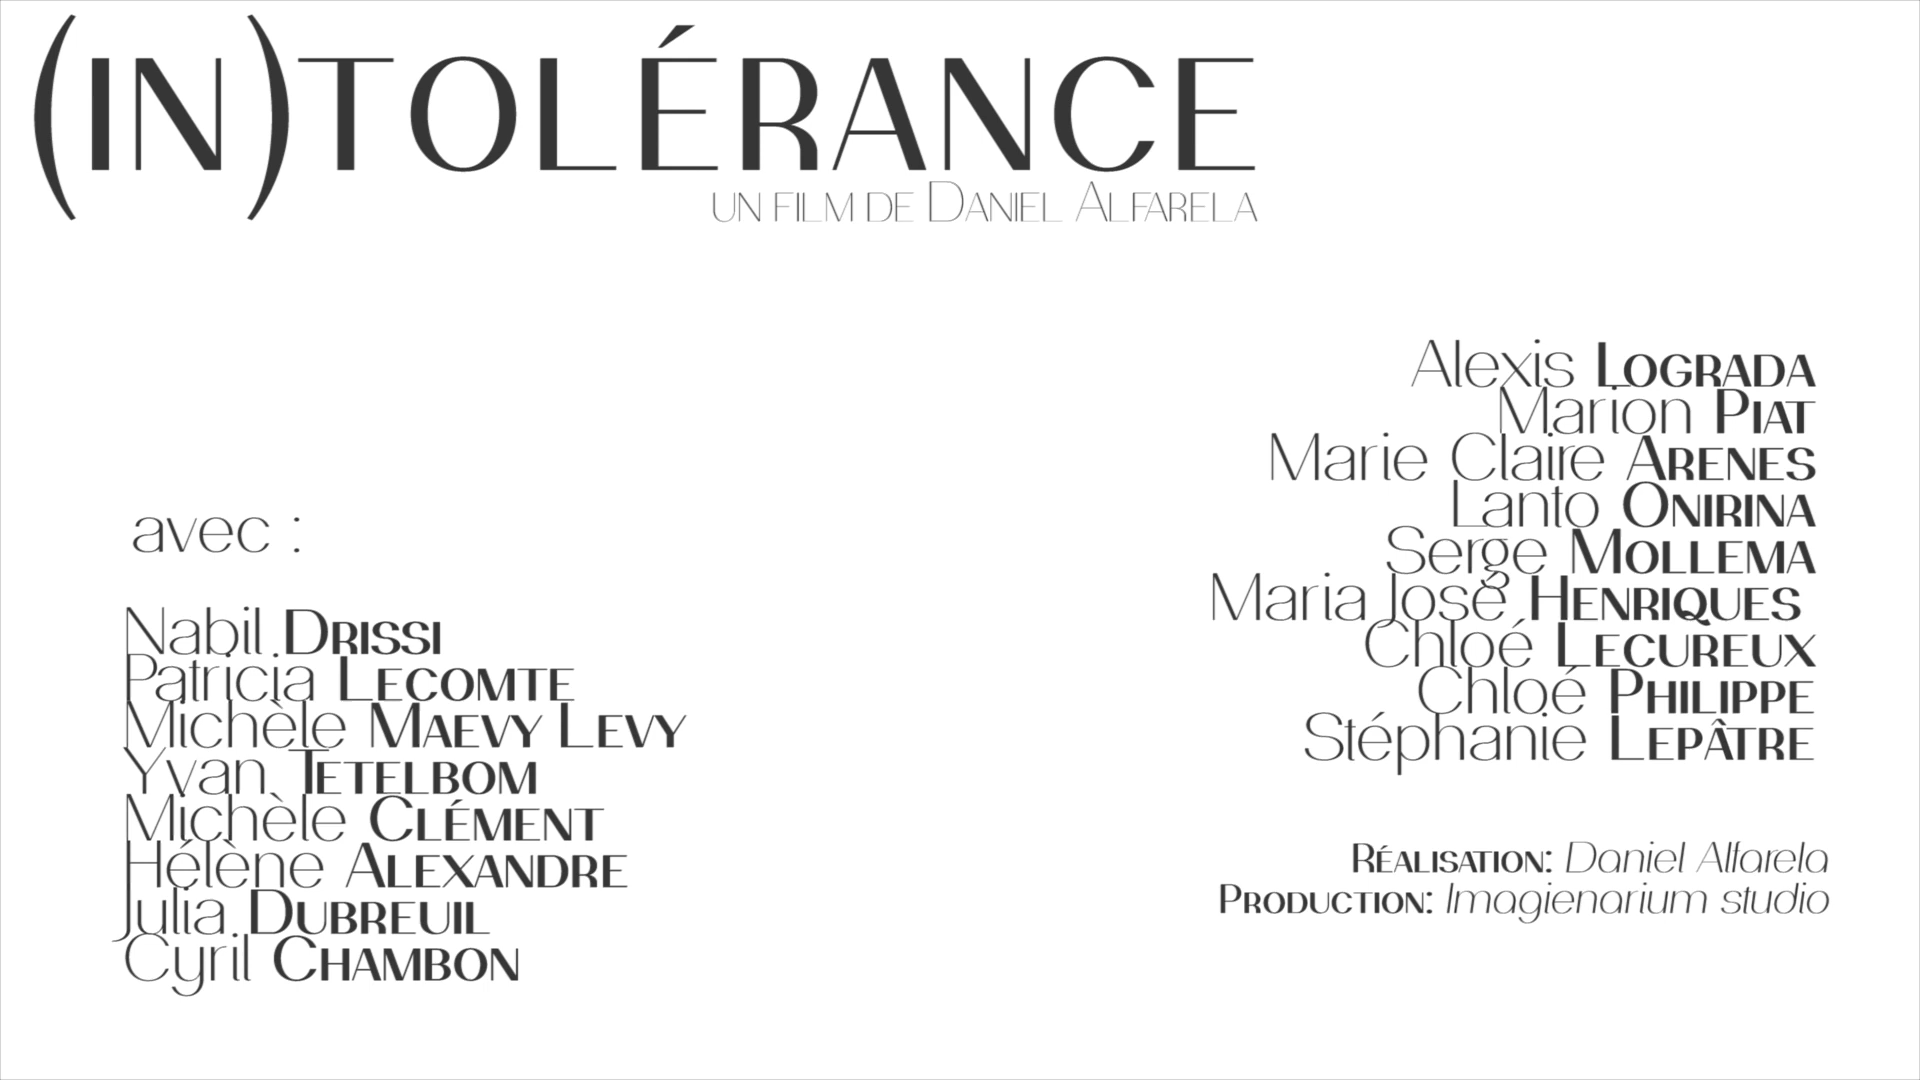 (IN)TOLÉRANCE
UN FILM DE DANIEL ALFARELA
avec :
Nabil DRISSI
Patricia LECOMTE
Michèle MAEVY LEVY
Yvan TETELBOM
Michèle CLÉMENT
Hélène ALEXANDRE
Julia DUBREUIL
Cyril CHAMBON
Alexis LOGRADA
Marion PIAT
Marie Claire ARENES
Lanto ONIRINA
Serge MOLLEMA
Maria José HENRIQUES
Chloé LECUREUX
Chloé PHILIPPE
Stéphanie LEPÂTRE
RÉALISATION: Daniel Alfarela
PRODUCTION: Imagienarium studio